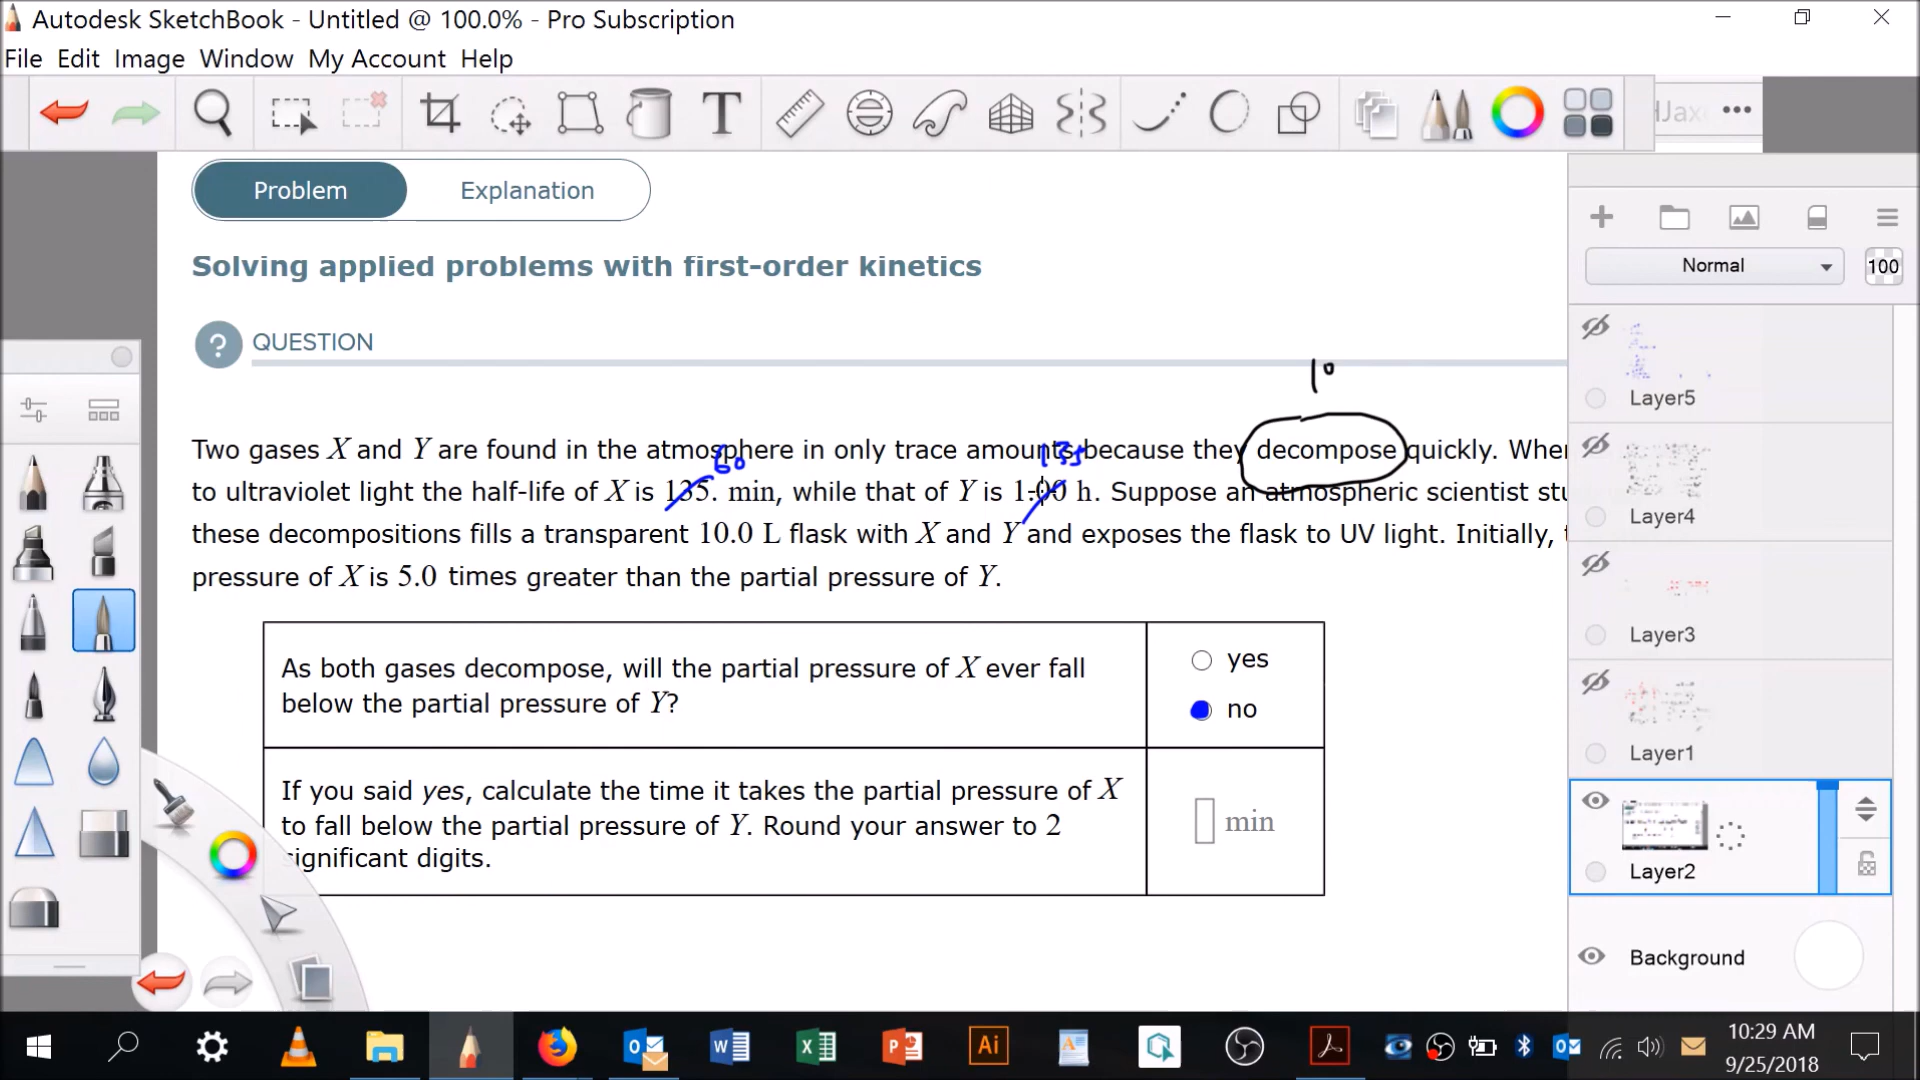 Autodesk SketchBook - Untitled @ 100.0% - Pro Subscription
File Edit Image Window My Account Help
Problem Explanation
Solving applied problems with first-order kinetics
? QUESTION
1°
Two gases X and Y are found in the atmosphere in only trace amounts because they decompose quickly. When
60 135
to ultraviolet light the half-life of X is 135. min, while that of Y is 1.00 h. Suppose an atmospheric scientist stu
these decompositions fills a transparent 10.0 L flask with X and Y and exposes the flask to UV light. Initially, t
pressure of X is 5.0 times greater than the partial pressure of Y.
As both gases decompose, will the partial pressure of X ever fall
below the partial pressure of Y?
yes
no
If you said yes, calculate the time it takes the partial pressure of X
to fall below the partial pressure of Y. Round your answer to 2
significant digits.
min
Normal 100
Layer5
Layer4
Layer3
Layer1
Layer2
Background
10:29 AM
9/25/2018